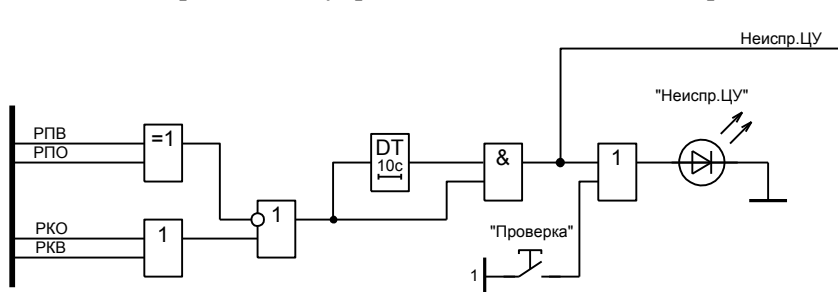 Неиспр.ЦУ
"Неиспр.ЦУ"
РПВ
РПО
=1
DT
10с
&
1
1
РКО
РКВ
1
"Проверка"
1